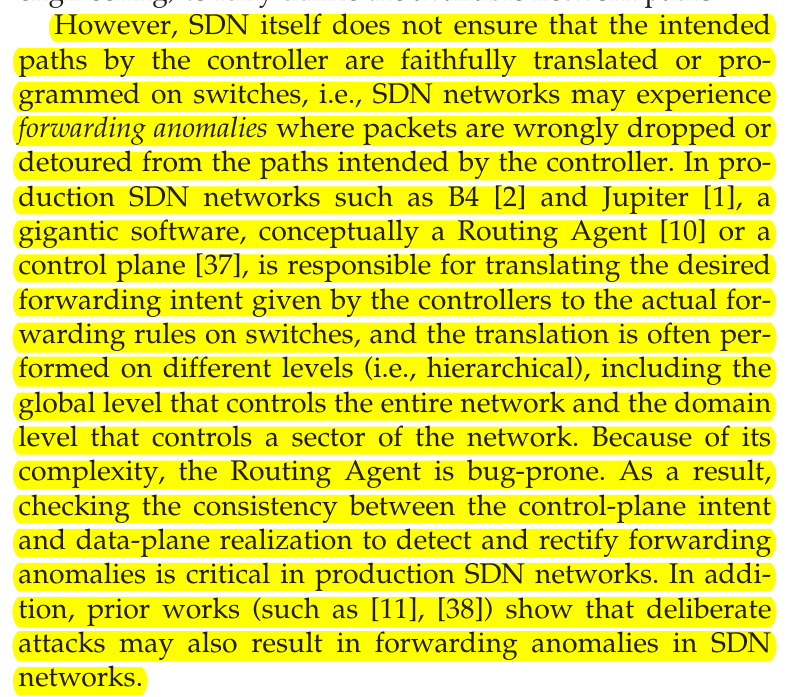 However, SDN itself does not ensure that the intended
paths by the controller are faithfully translated or pro-
grammed on switches, i.e., SDN networks may experience
forwarding anomalies where packets are wrongly dropped or
detoured from the paths intended by the controller. In pro-
duction SDN networks such as B4 [2] and Jupiter [1], a
gigantic software, conceptually a Routing Agent [10] or a
control plane [37], is responsible for translating the desired
forwarding intent given by the controllers to the actual for-
warding rules on switches, and the translation is often per-
formed on different levels (i.e., hierarchical), including the
global level that controls the entire network and the domain
level that controls a sector of the network. Because of its
complexity, the Routing Agent is bug-prone. As a result,
checking the consistency between the control-plane intent
and data-plane realization to detect and rectify forwarding
anomalies is critical in production SDN networks. In addi-
tion, prior works (such as [11], [38]) show that deliberate
attacks may also result in forwarding anomalies in SDN
networks.